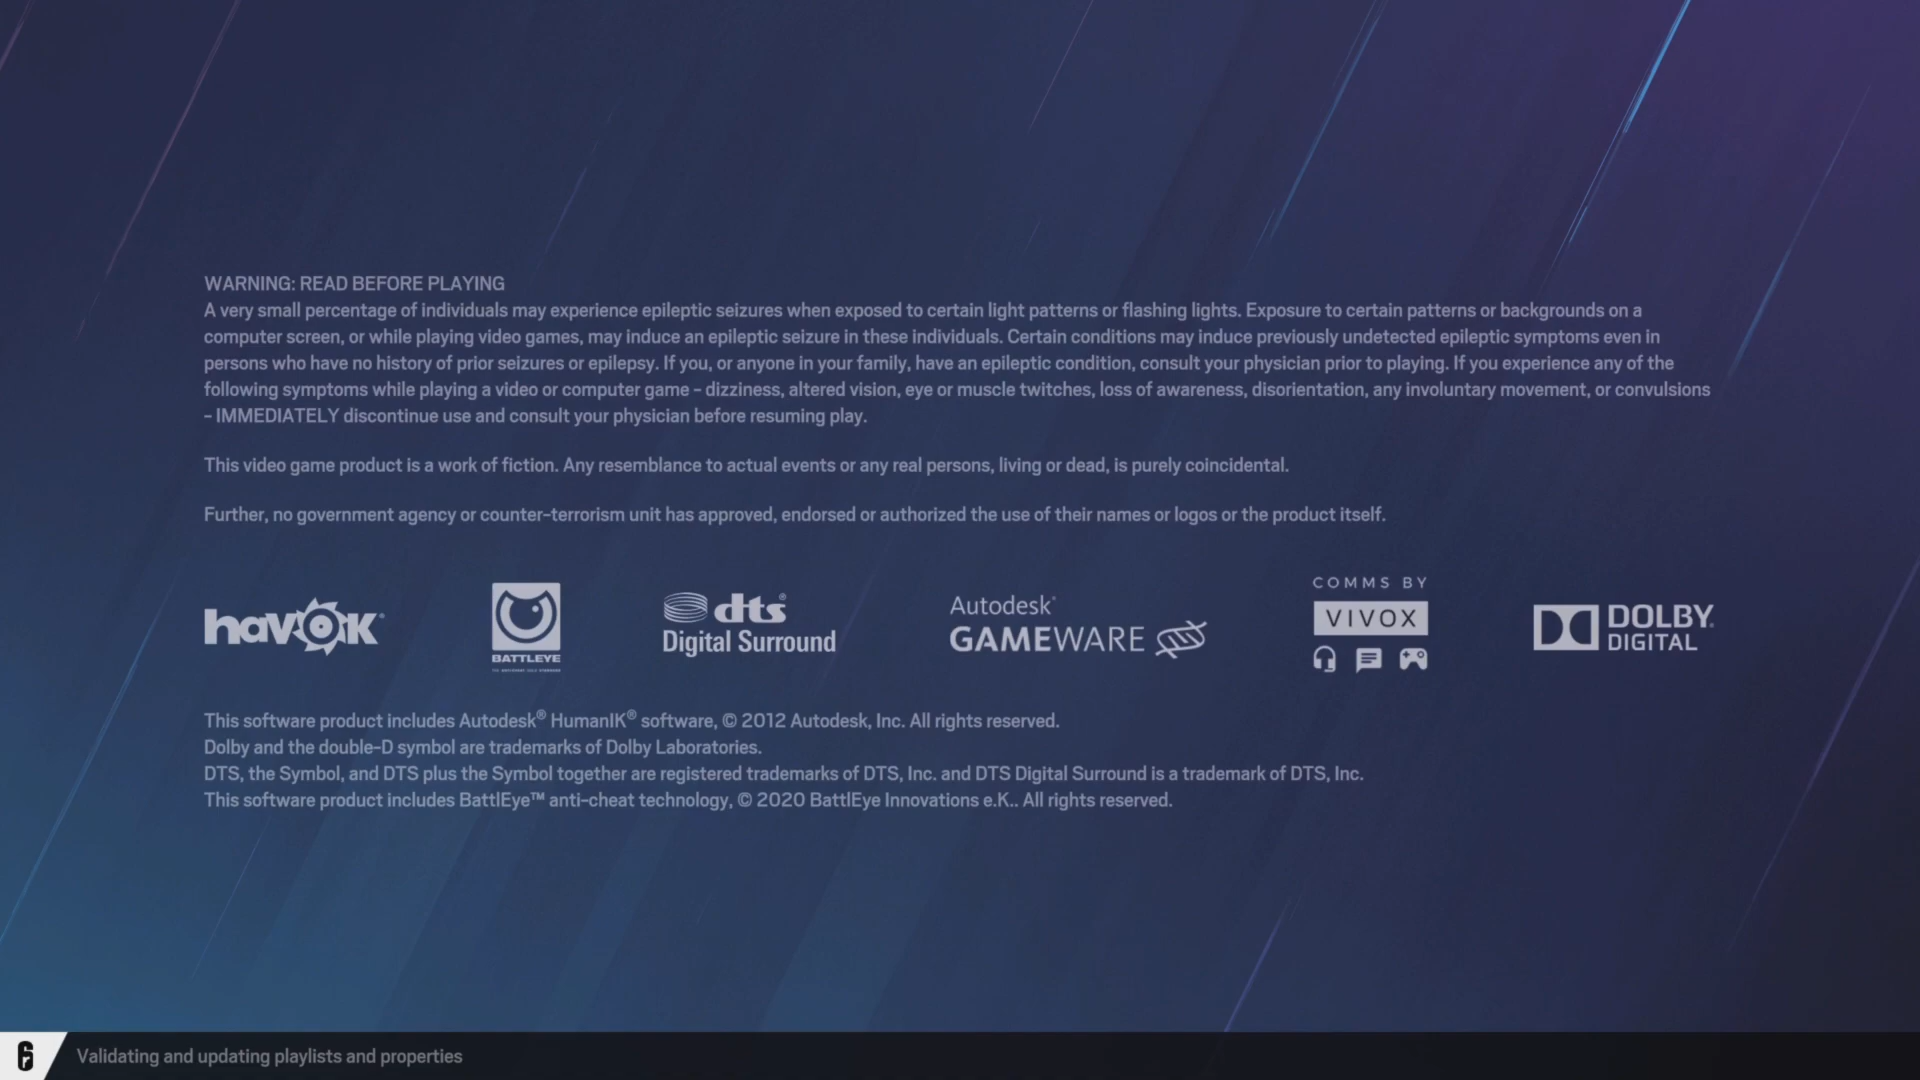 WARNING: READ BEFORE PLAYING
A very small percentage of individuals may experience epileptic seizures when exposed to certain light patterns or flashing lights. Exposure to certain patterns or backgrounds on a
computer screen, or while playing video games, may induce an epileptic seizure in these individuals. Certain conditions may induce previously undetected epileptic symptoms even in
persons who have no history of prior seizures or epilepsy. If you, or anyone in your family, have an epileptic condition, consult your physician prior to playing. If you experience any of the
following symptoms while playing a video or computer game - dizziness, altered vision, eye or muscle twitches, loss of awareness, disorientation, any involuntary movement, or convulsions
- IMMEDIATELY discontinue use and consult your physician before resuming play.
This video game product is a work of fiction. Any resemblance to actual events or any real persons, living or dead, is purely coincidental.
Further, no government agency or counter-terrorism unit has approved, endorsed or authorized the use of their names or logos or the product itself.
havok®
BATTLEYE
dts®
Digital Surround
Autodesk®
GAMEWARE
COMMS BY
VIVOX
DOLBY®
DIGITAL
This software product includes Autodesk® HumanIK® software, © 2012 Autodesk, Inc. All rights reserved.
Dolby and the double-D symbol are trademarks of Dolby Laboratories.
DTS, the Symbol, and DTS plus the Symbol together are registered trademarks of DTS, Inc. and DTS Digital Surround is a trademark of DTS, Inc.
This software product includes BattlEye™ anti-cheat technology, © 2020 BattlEye Innovations e.K.. All rights reserved.
6 Validating and updating playlists and properties